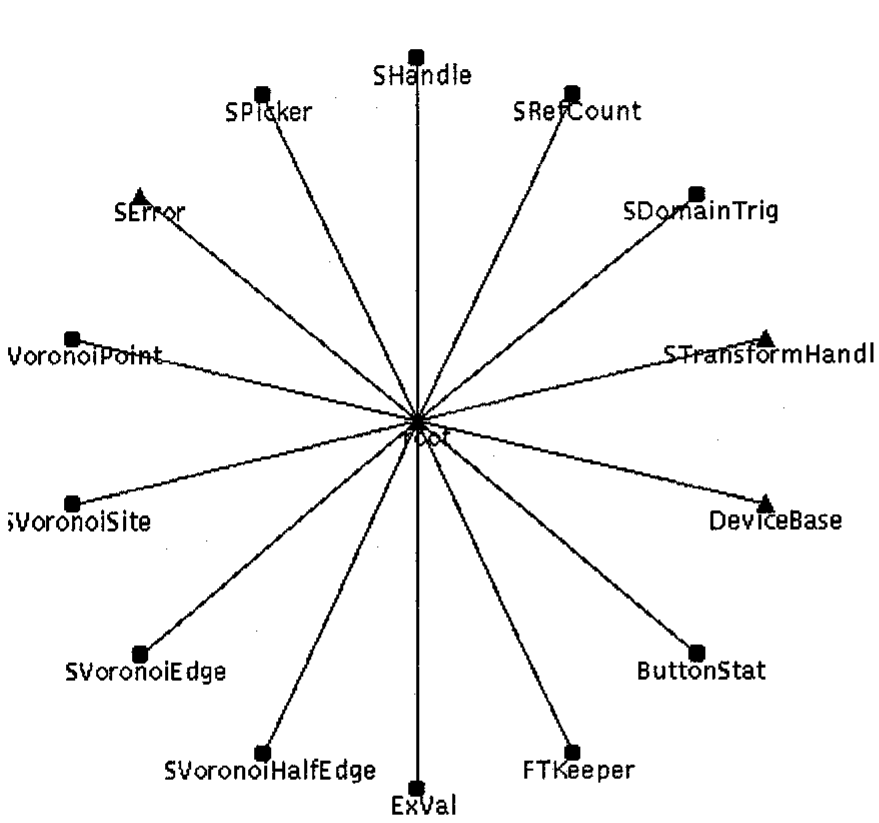 SHandle
SPicker
SRefCount
SError
SDomainTrig
VoronoiPoint
STransformHandl
root
SVoronoiSite
DeviceBase
SVoronoiEdge
ButtonStat
SVoronoiHalfEdge
FTKeeper
ExVal